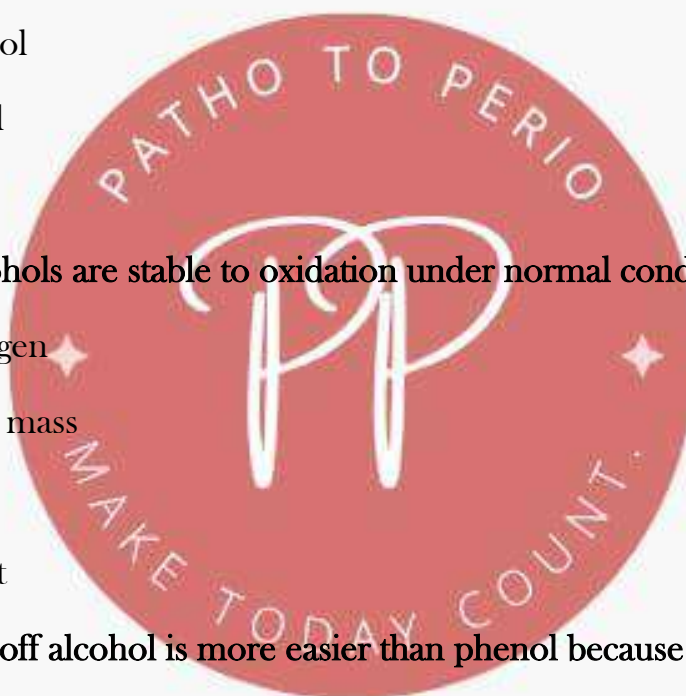 ol
l
PATHO TO PERIO
PP
ohols are stable to oxidation under normal cond
gen
mass
MAKE TODAY COUNT.
t
off alcohol is more easier than phenol because